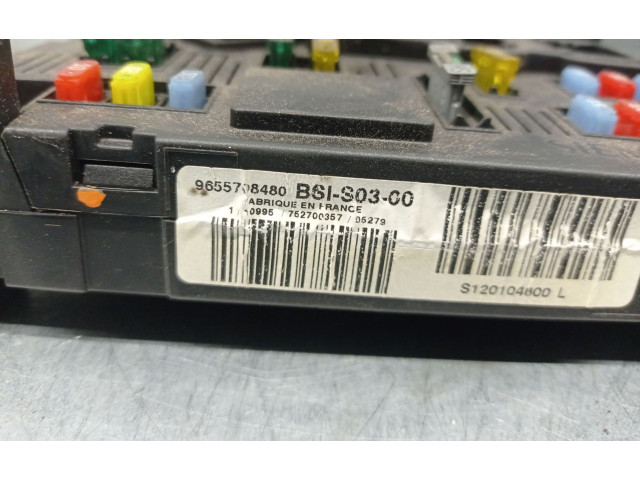 9655708480 BSI-S03-00
FABRIQUE EN FRANCE
/ 752700357 / 05279
S120104600 L